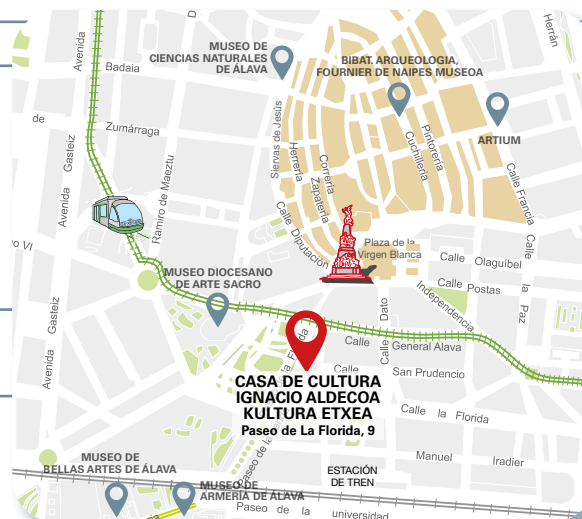 Avenida
D
Herrán
MUSEO DE
CIENCIAS NATURALES
DE ÁLAVA
BIBAT. ARQUEOLOGIA,
FOURNIER DE NAIPES MUSEOA
Badaia
de
Zumárraga
Gasteiz
Avenida
Ramiro de Maeztu
Siervas de Jesús
Herrería
Correría
Zapatería
Cuchillería
Pintorería
ARTIUM
Calle Francia
Calle
la
Paz
Calle Diputación
Plaza de la
Virgen Blanca
Calle Olaguíbel
Calle Postas
Independencia
o VI
MUSEO DIOCESANO
DE ARTE SACRO
Gasteiz
Avenida
Calle Dato
Calle General Alava
Calle San Prudencio
Paseo de la Florida
CASA DE CULTURA
IGNACIO ALDECOA
KULTURA ETXEA
Paseo de La Florida, 9
Calle la Florida
Manuel Iradier
MUSEO DE
BELLAS ARTES DE ÁLAVA
MUSEO DE
ARMERÍA DE ÁLAVA
ESTACIÓN
DE TREN
Paseo de la universidad